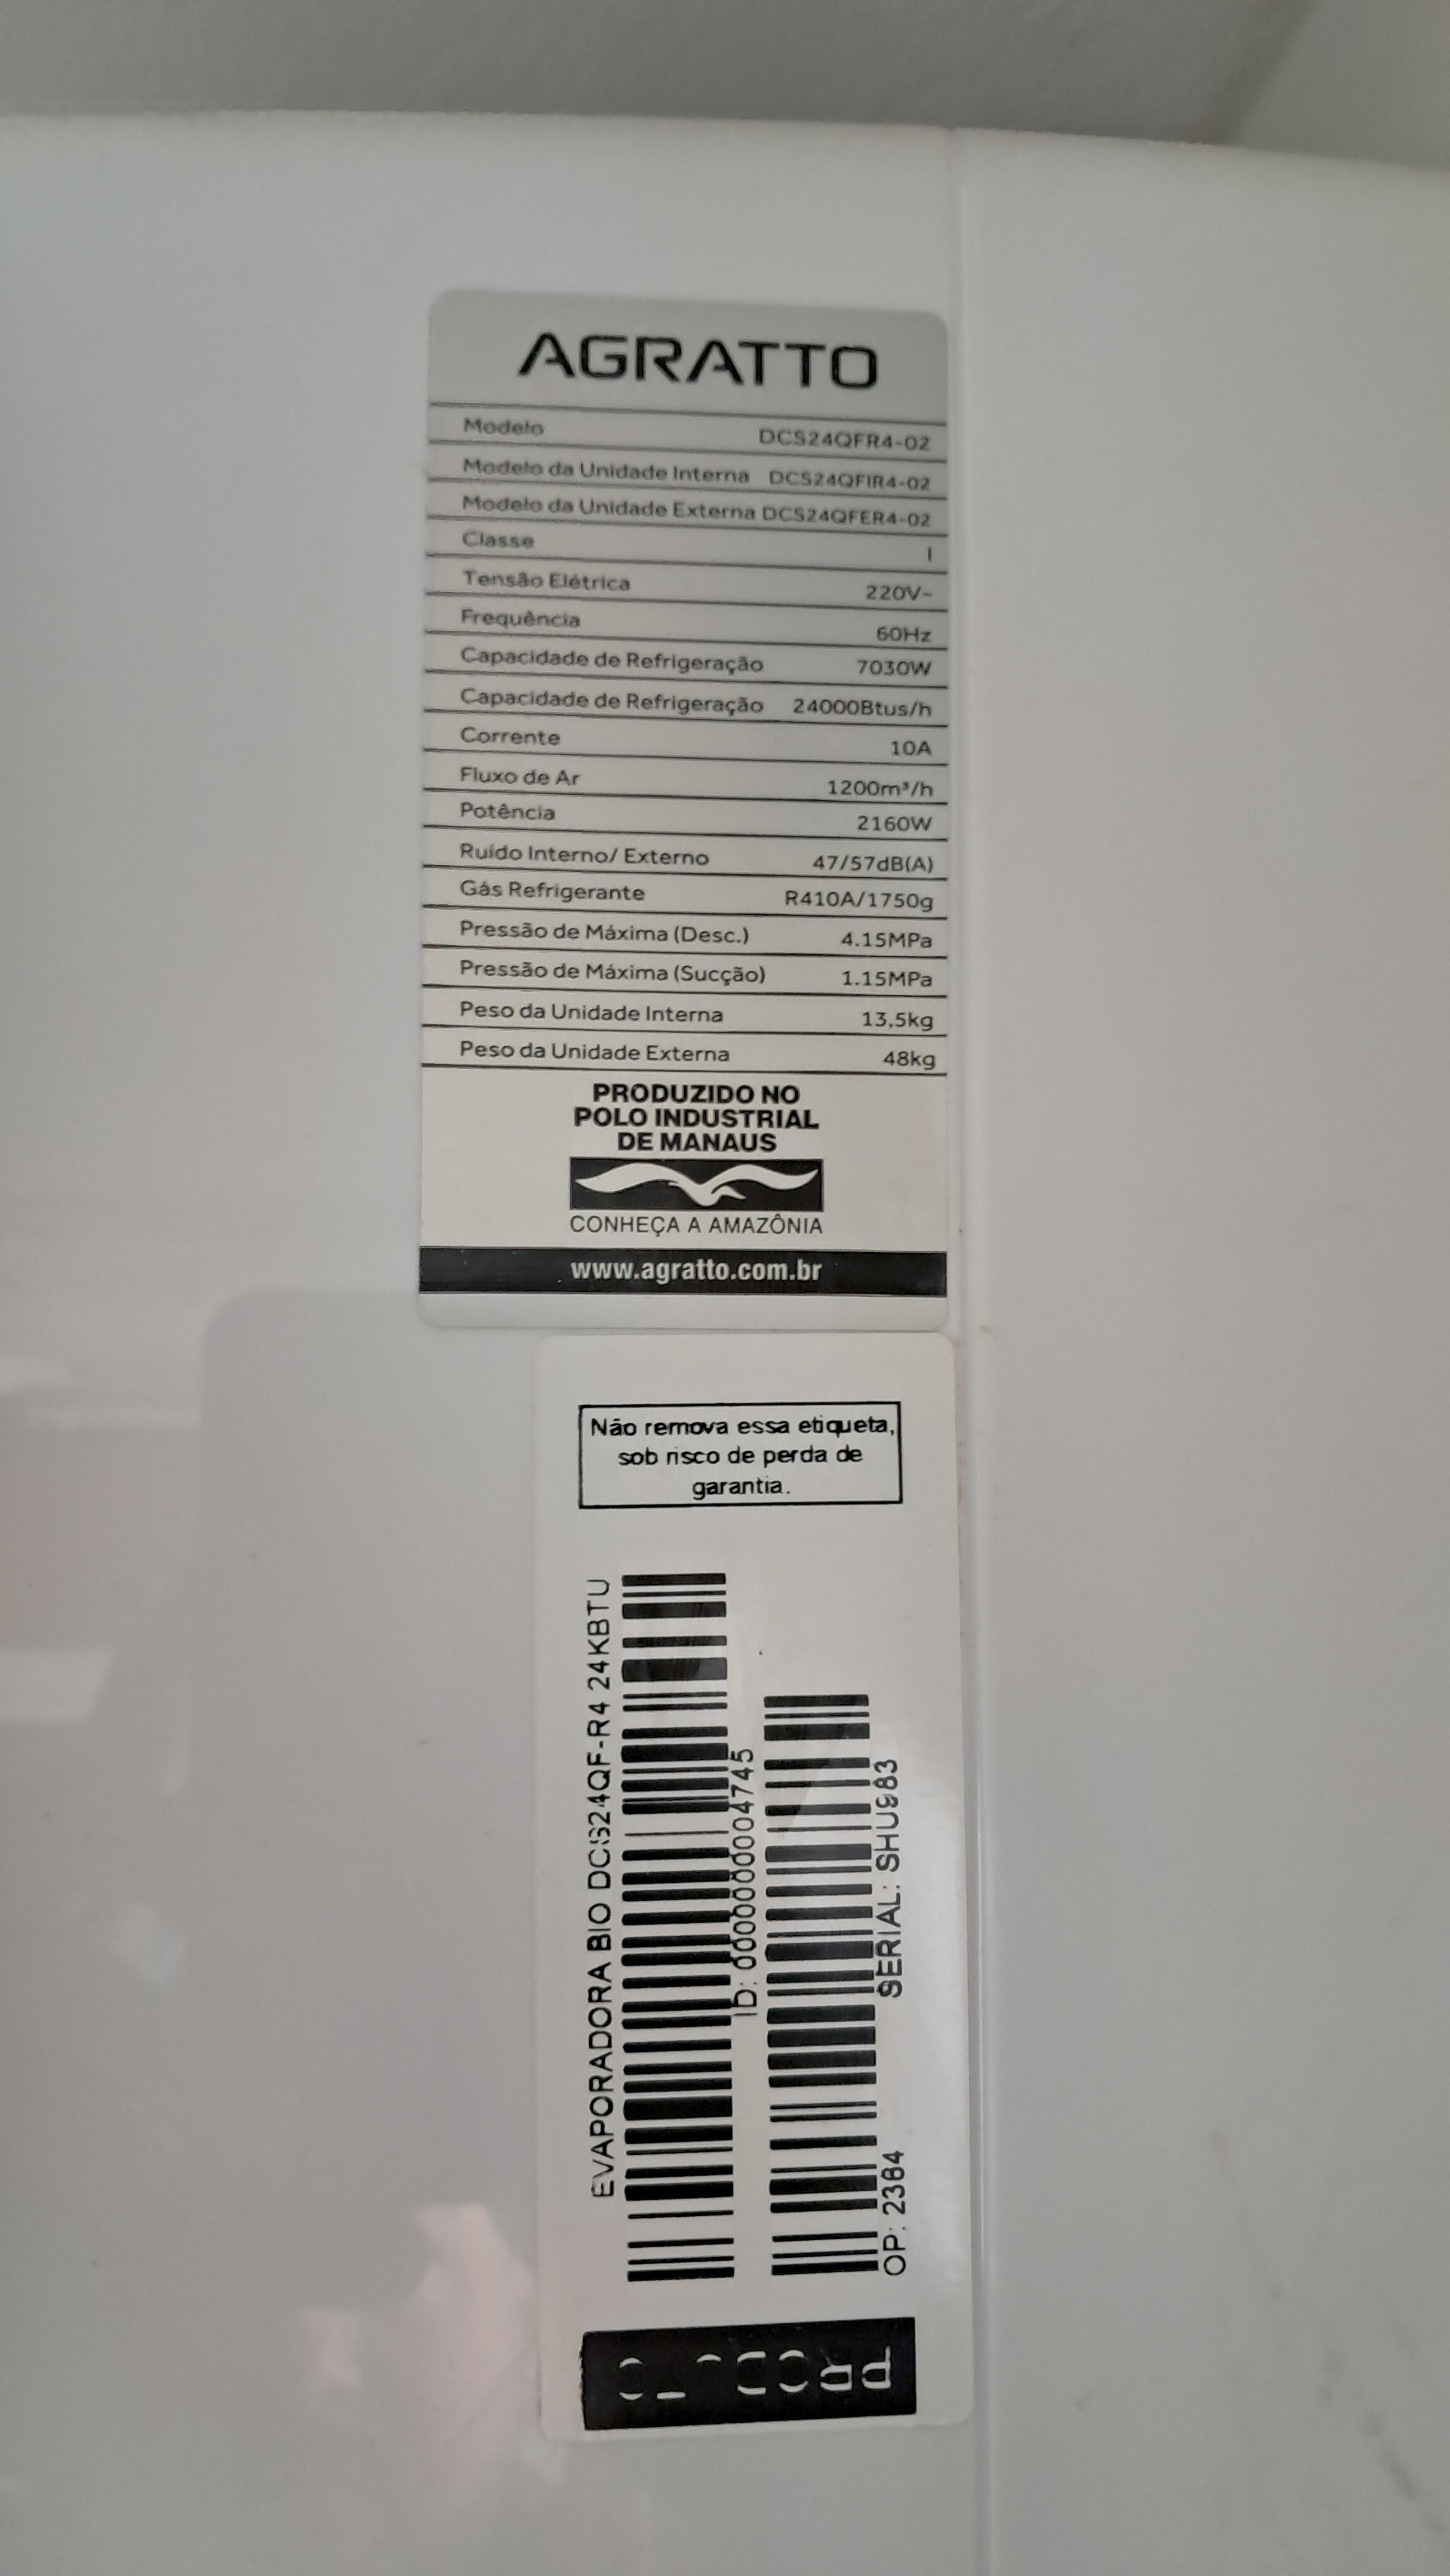 AGRATTO
Modelo DCS24QFR4-02
Modelo da Unidade Interna DCS24QFIR4-02
Modelo da Unidade Externa DCS24QFER4-02
Classe I
Tensão Elétrica 220V~
Frequência 60Hz
Capacidade de Refrigeração 7030W
Capacidade de Refrigeração 24000Btus/h
Corrente 10A
Fluxo de Ar 1200m³/h
Potência 2160W
Ruído Interno/ Externo 47/57dB(A)
Gás Refrigerante R410A/1750g
Pressão de Máxima (Desc.) 4.15MPa
Pressão de Máxima (Sucção) 1.15MPa
Peso da Unidade Interna 13,5kg
Peso da Unidade Externa 48kg
PRODUZIDO NO
POLO INDUSTRIAL
DE MANAUS
CONHEÇA A AMAZÔNIA
www.agratto.com.br
Não remova essa etiqueta,
sob risco de perda de
garantia.
EVAPORADORA BIO DCS24QF-R4 24KBTU
ID: 000000000004745
OP: 2364 SERIAL: SHU983